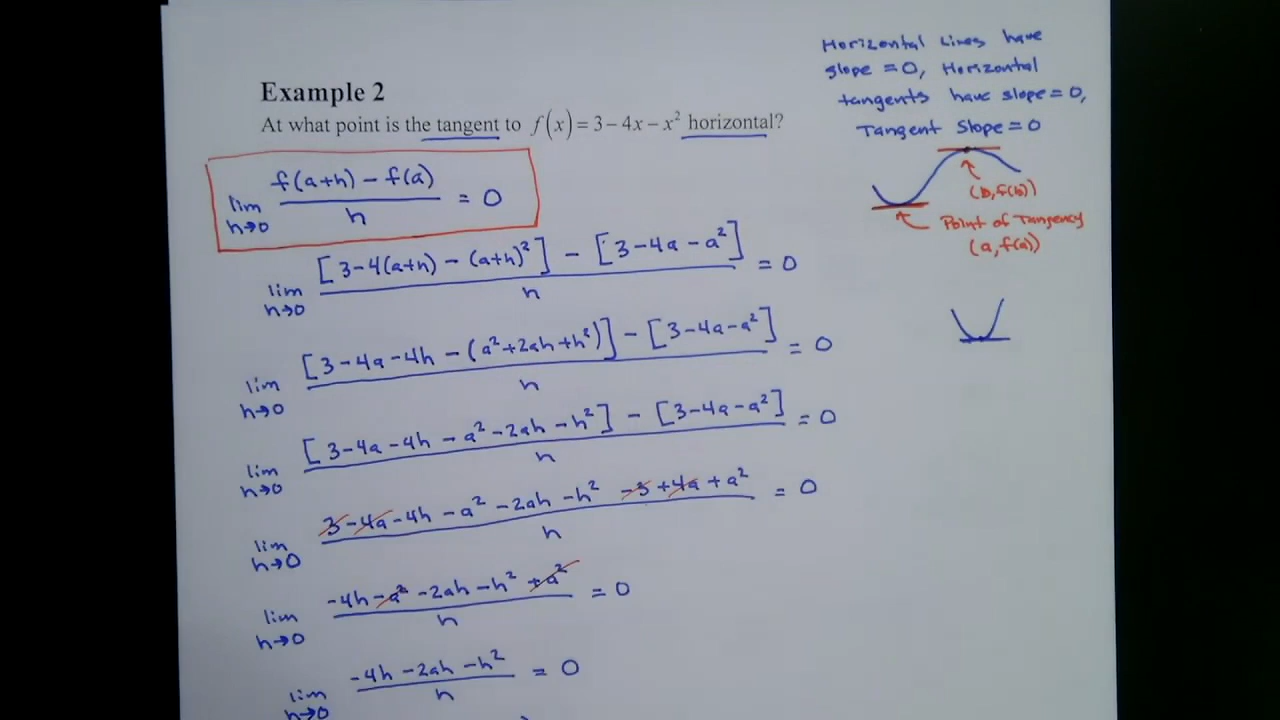 Horizontal Lines have
slope = 0, Horizontal
tangents have slope = 0,
Tangent Slope = 0
Example 2
At what point is the tangent to f(x) = 3 – 4x – x² horizontal?
lim h→0 f(a+h) – f(a) / h = 0
(b, f(b))
Point of Tangency
(a, f(a))
lim h→0 [3–4(a+h) – (a+h)²] – [3–4a – a²] / h = 0
lim h→0 [3–4a–4h – (a²+2ah+h²)] – [3–4a–a²] / h = 0
lim h→0 [3–4a–4h – a²–2ah–h²] – [3–4a–a²] / h = 0
lim h→0 3–4a–4h – a² – 2ah – h² – 3 + 4a + a² / h = 0
lim h→0 -4h – a² – 2ah – h² + a² / h = 0
lim h→0 -4h – 2ah – h² / h = 0